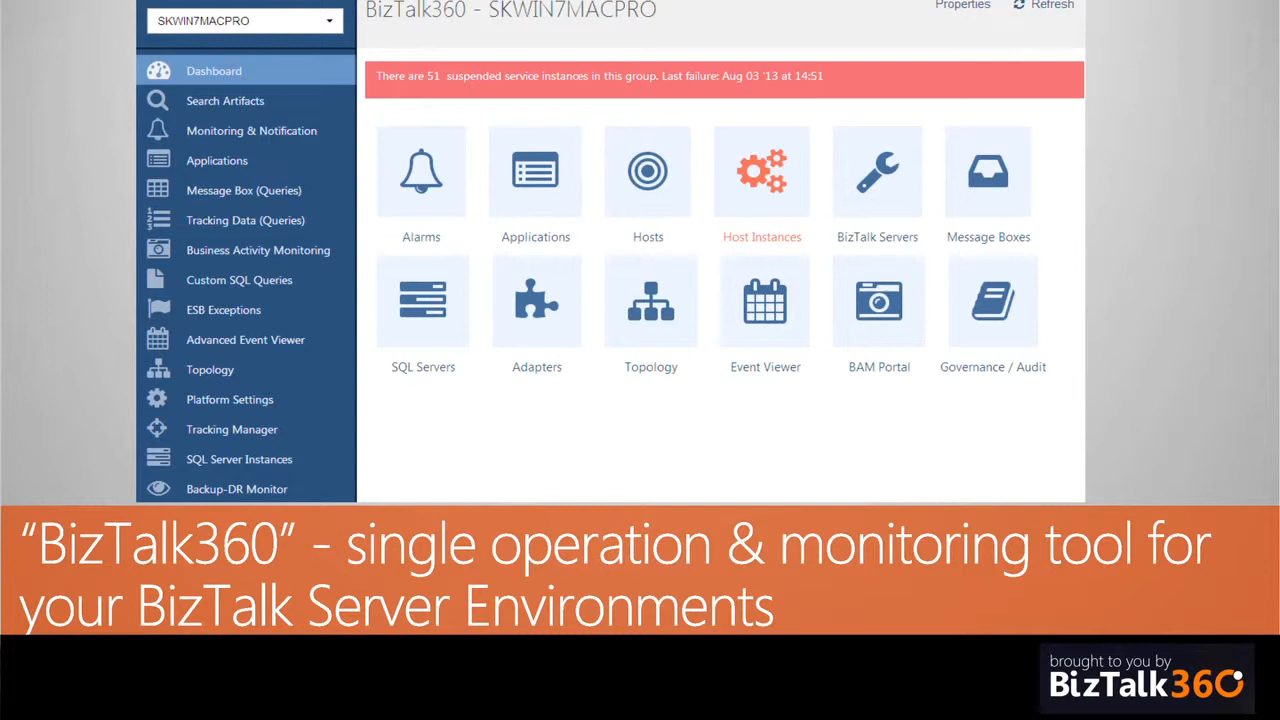 SKWIN7MACPRO
BizTalk360 - SKWIN7MACPRO
Properties
Refresh
Dashboard
Search Artifacts
Monitoring & Notification
Applications
Message Box (Queries)
Tracking Data (Queries)
Business Activity Monitoring
Custom SQL Queries
ESB Exceptions
Advanced Event Viewer
Topology
Platform Settings
Tracking Manager
SQL Server Instances
Backup-DR Monitor
There are 51 suspended service instances in this group. Last failure: Aug 03 '13 at 14:51
Alarms
Applications
Hosts
Host Instances
BizTalk Servers
Message Boxes
SQL Servers
Adapters
Topology
Event Viewer
BAM Portal
Governance / Audit
“BizTalk360” - single operation & monitoring tool for
your BizTalk Server Environments
brought to you by
BizTalk360